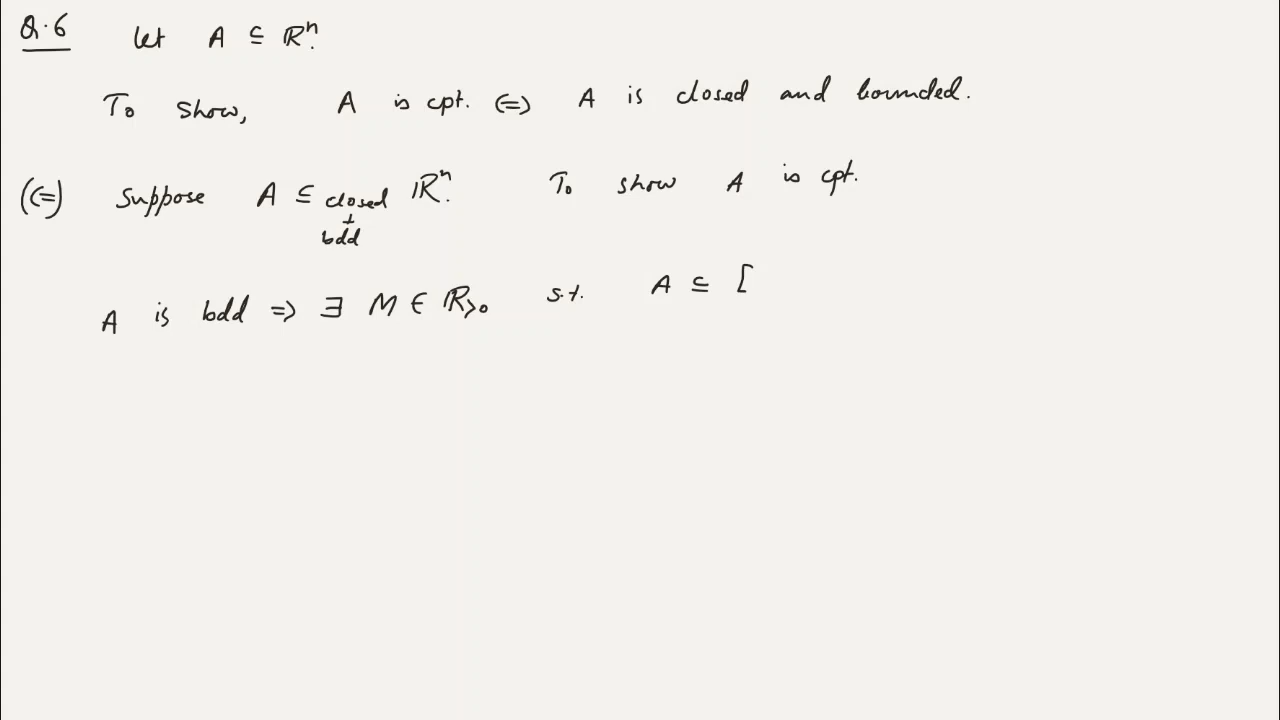 Q.6 Let A ⊆ ℝⁿ.
To show, A is cpt. ⟺ A is closed and bounded.
(⟸) Suppose A ⊆ closed + bdd ℝⁿ. To show A is cpt.
A is bdd ⟹ ∃ M ∈ ℝ>0 s.t. A ⊆ [